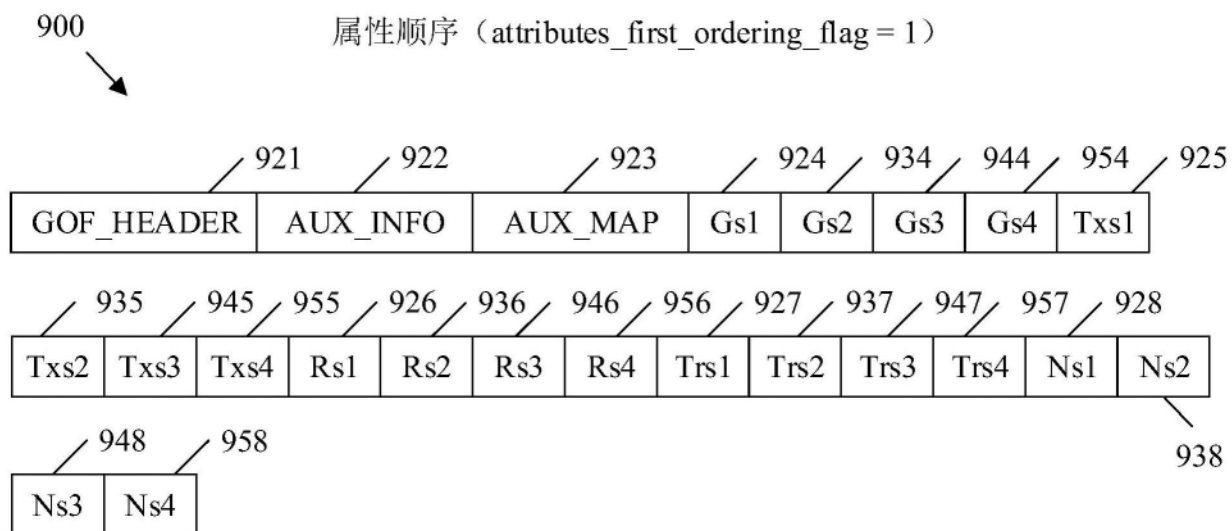 900
属性顺序（attributes_first_ordering_flag = 1）
921 922 923 924 934 944 954 925
GOF_HEADER AUX_INFO AUX_MAP Gs1 Gs2 Gs3 Gs4 Txs1
935 945 955 926 936 946 956 927 937 947 957 928
Txs2 Txs3 Txs4 Rs1 Rs2 Rs3 Rs4 Trs1 Trs2 Trs3 Trs4 Ns1 Ns2
938
948 958
Ns3 Ns4